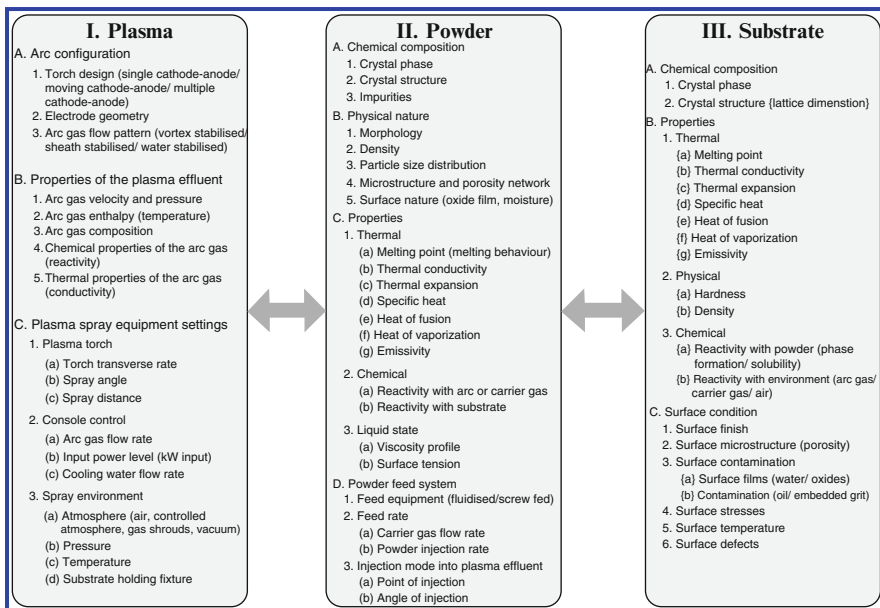 I. Plasma
A. Arc configuration
1. Torch design (single cathode-anode/
moving cathode-anode/ multiple
cathode-anode)
2. Electrode geometry
3. Arc gas flow pattern (vortex stabilised/
sheath stabilised/ water stabilised)
B. Properties of the plasma effluent
1. Arc gas velocity and pressure
2. Arc gas enthalpy (temperature)
3. Arc gas composition
4. Chemical properties of the arc gas
(reactivity)
5. Thermal properties of the arc gas
(conductivity)
C. Plasma spray equipment settings
1. Plasma torch
(a) Torch transverse rate
(b) Spray angle
(c) Spray distance
2. Console control
(a) Arc gas flow rate
(b) Input power level (kW input)
(c) Cooling water flow rate
3. Spray environment
(a) Atmosphere (air, controlled
atmosphere, gas shrouds, vacuum)
(b) Pressure
(c) Temperature
(d) Substrate holding fixture
II. Powder
A. Chemical composition
1. Crystal phase
2. Crystal structure
3. Impurities
B. Physical nature
1. Morphology
2. Density
3. Particle size distribution
4. Microstructure and porosity network
5. Surface nature (oxide film, moisture)
C. Properties
1. Thermal
(a) Melting point (melting behaviour)
(b) Thermal conductivity
(c) Thermal expansion
(d) Specific heat
(e) Heat of fusion
(f) Heat of vaporization
(g) Emissivity
2. Chemical
(a) Reactivity with arc or carrier gas
(b) Reactivity with substrate
3. Liquid state
(a) Viscosity profile
(b) Surface tension
D. Powder feed system
1. Feed equipment (fluidised/screw fed)
2. Feed rate
(a) Carrier gas flow rate
(b) Powder injection rate
3. Injection mode into plasma effluent
(a) Point of injection
(b) Angle of injection
III. Substrate
A. Chemical composition
1. Crystal phase
2. Crystal structure {lattice dimenstion}
B. Properties
1. Thermal
{a} Melting point
{b} Thermal conductivity
{c} Thermal expansion
{d} Specific heat
{e} Heat of fusion
{f} Heat of vaporization
{g} Emissivity
2. Physical
{a} Hardness
{b} Density
3. Chemical
{a} Reactivity with powder (phase
formation/ solubility)
{b} Reactivity with environment (arc gas/
carrier gas/ air)
C. Surface condition
1. Surface finish
2. Surface microstructure (porosity)
3. Surface contamination
{a} Surface films (water/ oxides)
{b} Contamination (oil/ embedded grit)
4. Surface stresses
5. Surface temperature
6. Surface defects